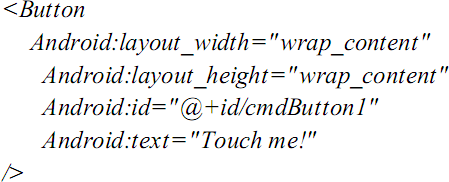 <Button
Android:layout_width="wrap_content"
Android:layout_height="wrap_content"
Android:id="@+id/cmdButton1"
Android:text="Touch me!"
/>